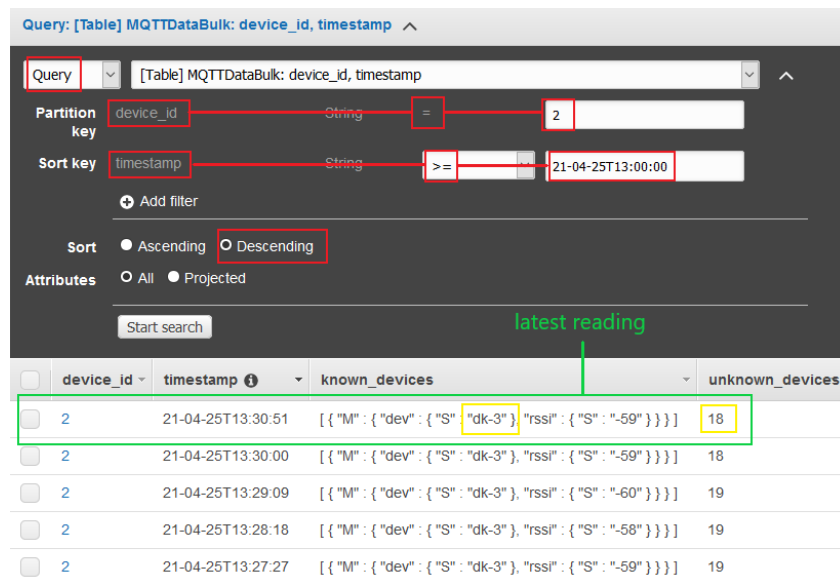 Query: [Table] MQTTDataBulk: device_id, timestamp
Query [Table] MQTTDataBulk: device_id, timestamp
Partition key device_id String = 2
Sort key timestamp String >= 21-04-25T13:00:00
Add filter
Sort Ascending Descending
Attributes All Projected
Start search
latest reading
device_id timestamp known_devices unknown_devices
2 21-04-25T13:30:51 [ { "M" : { "dev" : { "S" : "dk-3" }, "rssi" : { "S" : "-59" } } } ] 18
2 21-04-25T13:30:00 [ { "M" : { "dev" : { "S" : "dk-3" }, "rssi" : { "S" : "-59" } } } ] 18
2 21-04-25T13:29:09 [ { "M" : { "dev" : { "S" : "dk-3" }, "rssi" : { "S" : "-60" } } } ] 19
2 21-04-25T13:28:18 [ { "M" : { "dev" : { "S" : "dk-3" }, "rssi" : { "S" : "-58" } } } ] 19
2 21-04-25T13:27:27 [ { "M" : { "dev" : { "S" : "dk-3" }, "rssi" : { "S" : "-59" } } } ] 19